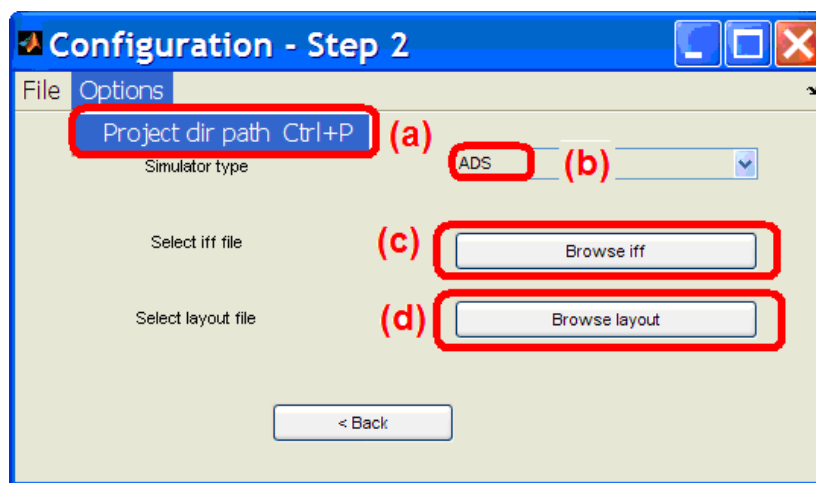 Configuration - Step 2
File Options
Project dir path Ctrl+P (a)
Simulator type ADS (b)
Select iff file (c) Browse iff
Select layout file (d) Browse layout
< Back